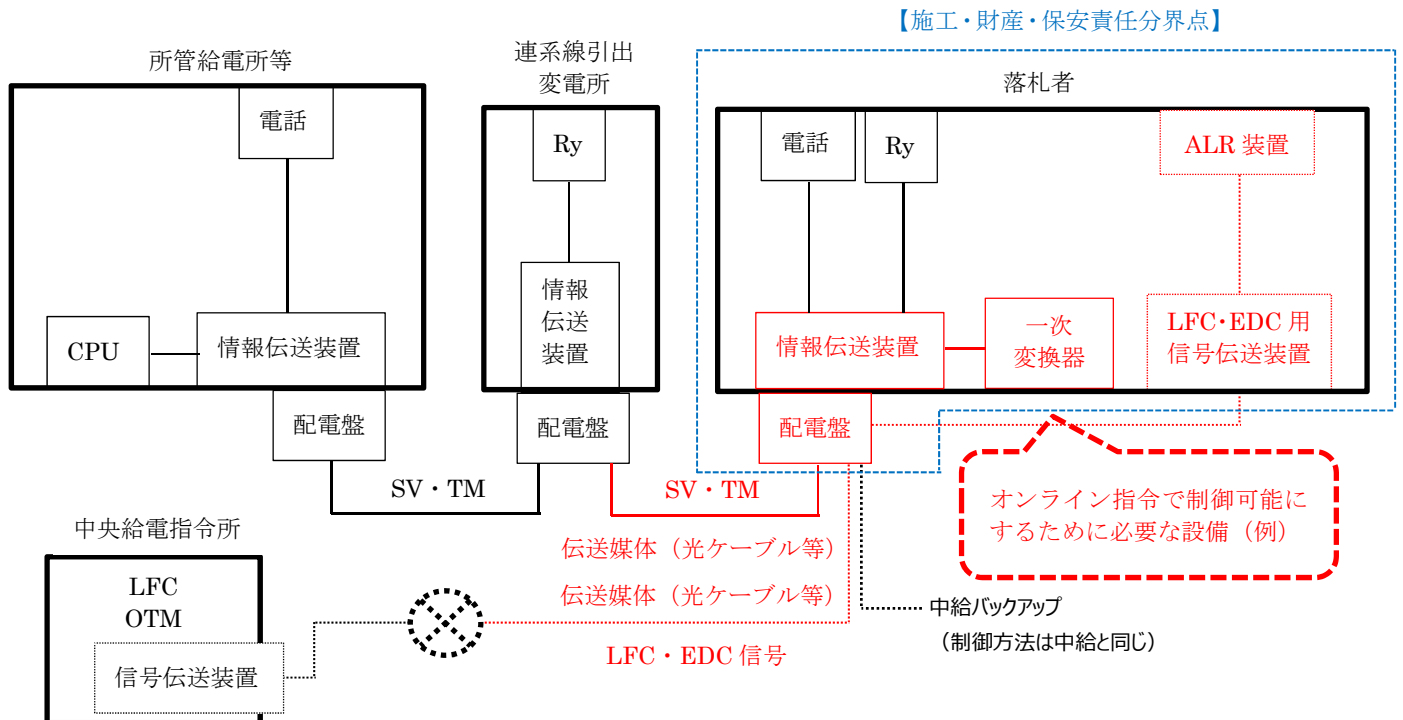 【施工・財産・保安責任分界点】
所管給電所等
連系線引出
変電所
落札者
電話
Ry
電話
Ry
ALR 装置
情報
伝送
装置
CPU
情報伝送装置
情報伝送装置
一次
変換器
LFC・EDC 用
信号伝送装置
配電盤
配電盤
配電盤
SV・TM
SV・TM
オンライン指令で制御可能に
するために必要な設備（例）
中央給電指令所
伝送媒体（光ケーブル等）
伝送媒体（光ケーブル等）
LFC
OTM
中給バックアップ
（制御方法は中給と同じ）
LFC・EDC 信号
信号伝送装置